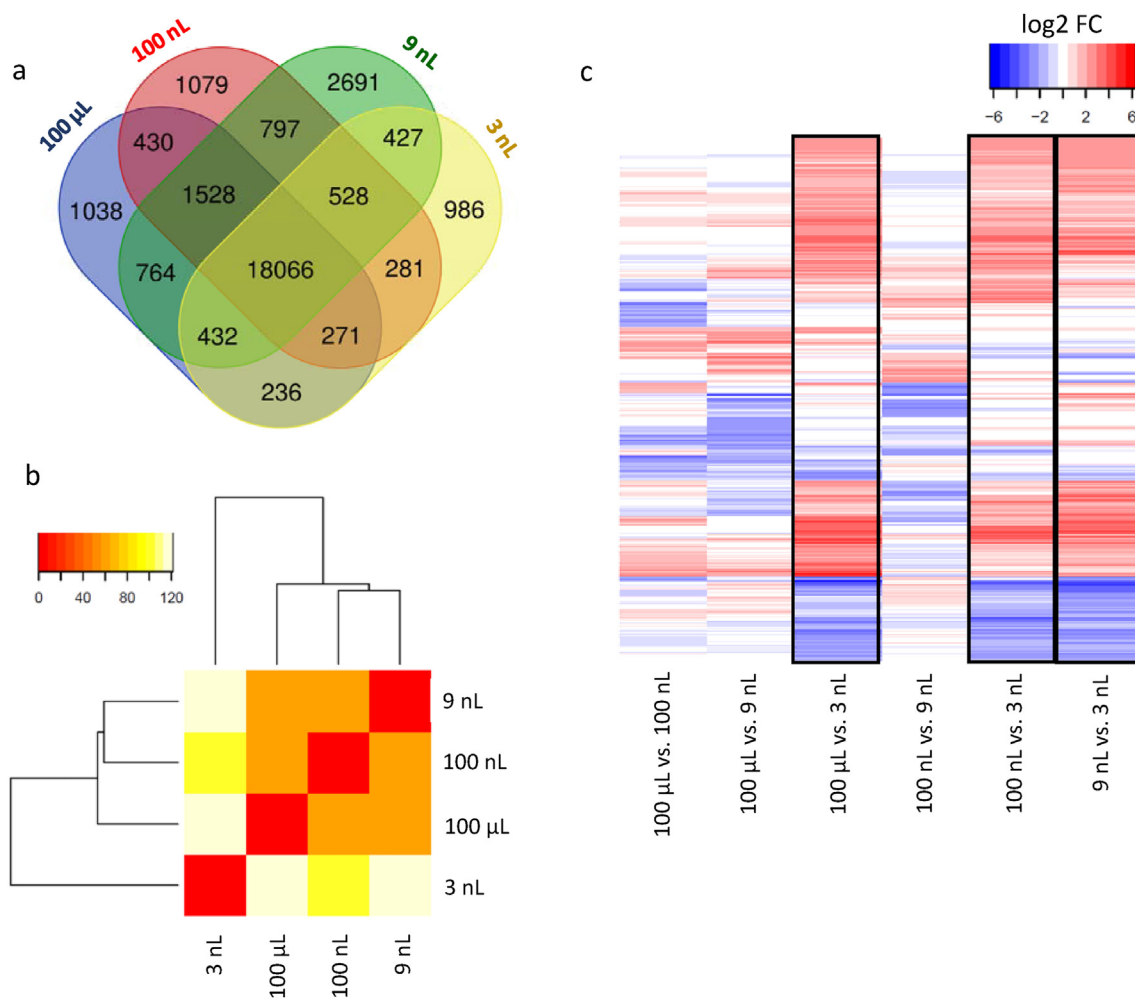 a
100 µL
100 nL
9 nL
3 nL
1079
2691
430
797
427
1038
1528
528
986
764
18066
281
432
271
236
b
0 40 80 120
9 nL
100 nL
100 µL
3 nL
3 nL
100 µL
100 nL
9 nL
c
log2 FC
−6 −2 2 6
100 µL vs. 100 nL
100 µL vs. 9 nL
100 µL vs. 3 nL
100 nL vs. 9 nL
100 nL vs. 3 nL
9 nL vs. 3 nL